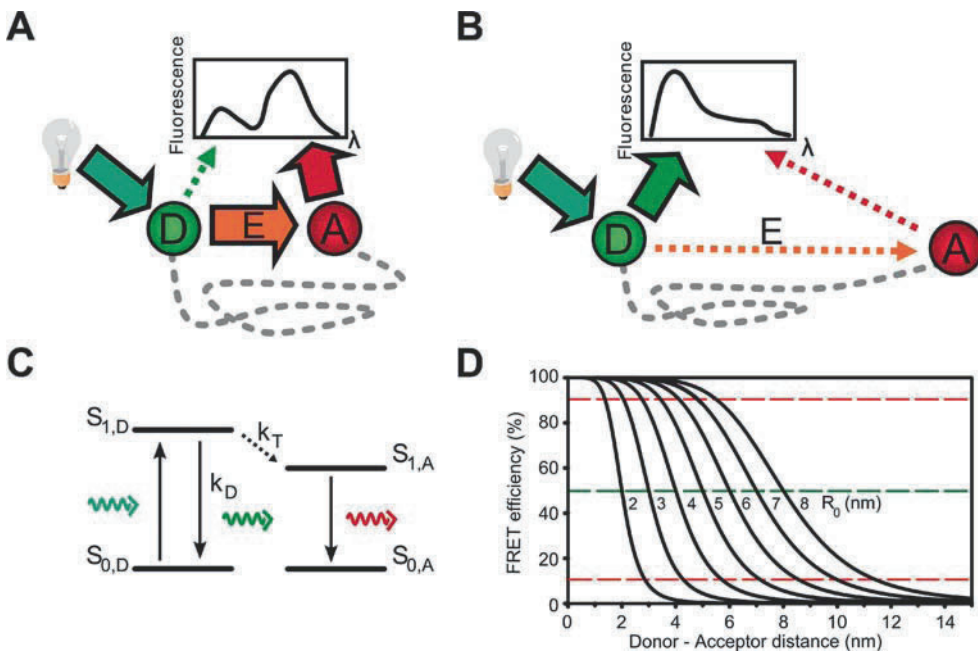 A
Fluorescence
λ
D
E
A
B
Fluorescence
λ
D
E
A
C
S1,D
kT
S1,A
kD
S0,D
S0,A
D
FRET efficiency (%)
100
80
60
40
20
0
2 3 4 5 6 7 8 R0 (nm)
0 2 4 6 8 10 12 14
Donor - Acceptor distance (nm)